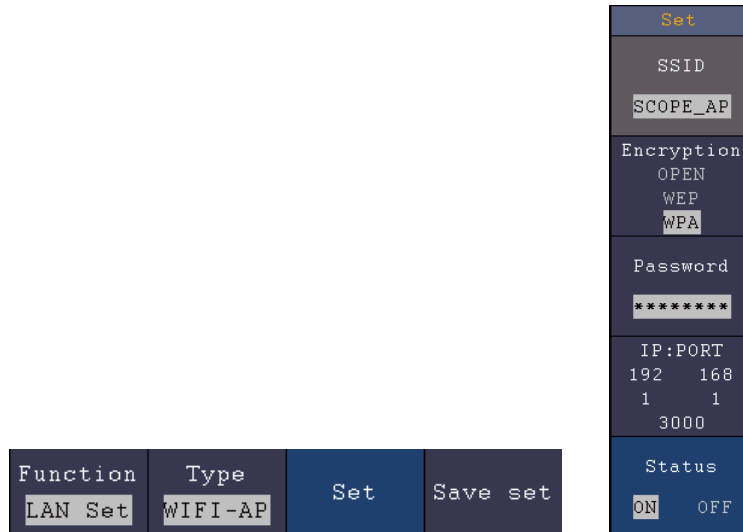 Set
SSID
SCOPE_AP
Encryption
OPEN
WEP
WPA
Password
********
IP:PORT
192 168
1 1
3000
Status
ON OFF
Function Type Set Save set
LAN Set WIFI-AP